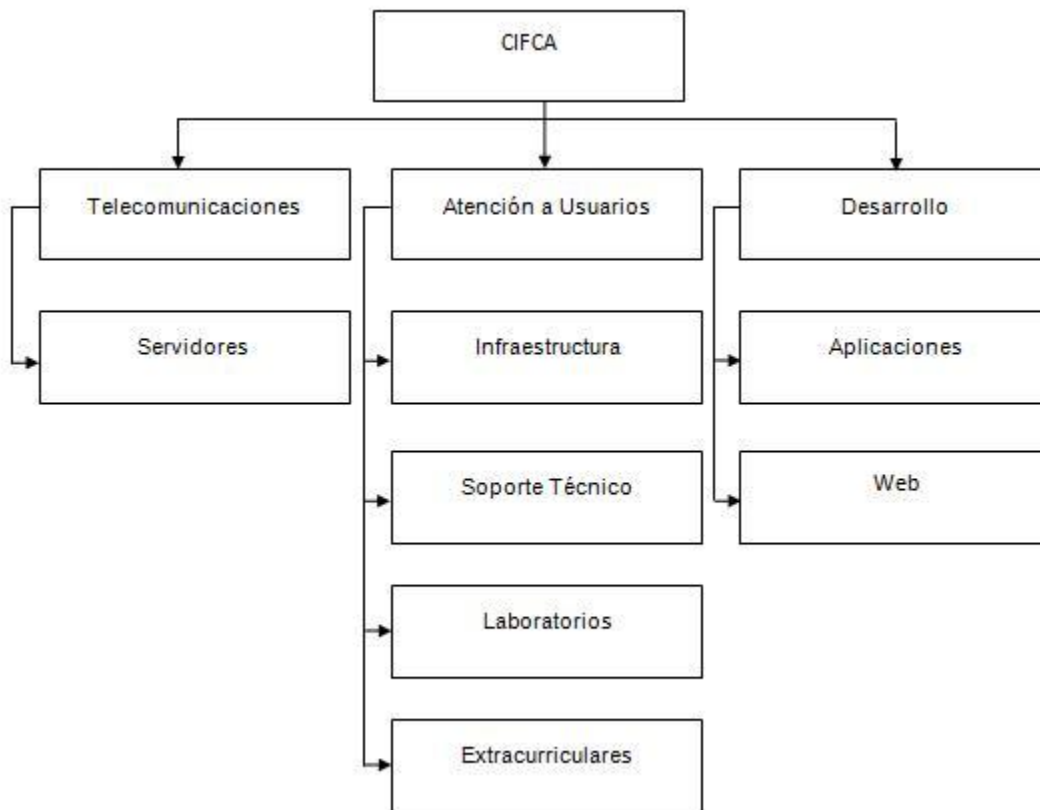 CIFCA
Telecomunicaciones
Atención a Usuarios
Desarrollo
Servidores
Infraestructura
Aplicaciones
Soporte Técnico
Web
Laboratorios
Extracurriculares